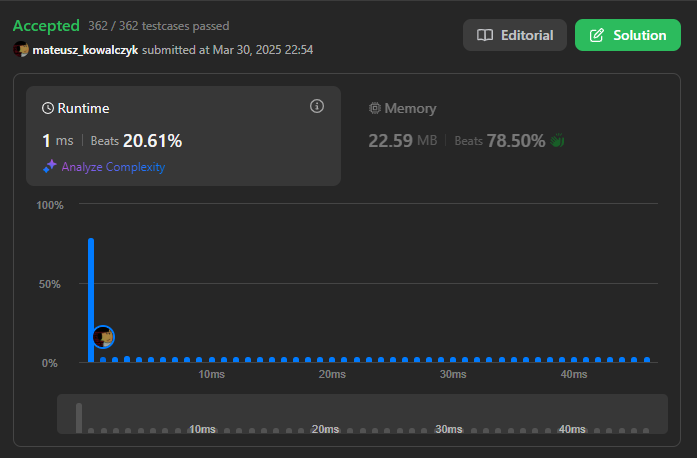 Accepted 362 / 362 testcases passed
Editorial
Solution
mateusz_kowalczyk submitted at Mar 30, 2025 22:54
Runtime
Memory
1 ms | Beats 20.61%
22.59 MB | Beats 78.50%
Analyze Complexity
100%
50%
0%
10ms 20ms 30ms 40ms
10ms 20ms 30ms 40ms